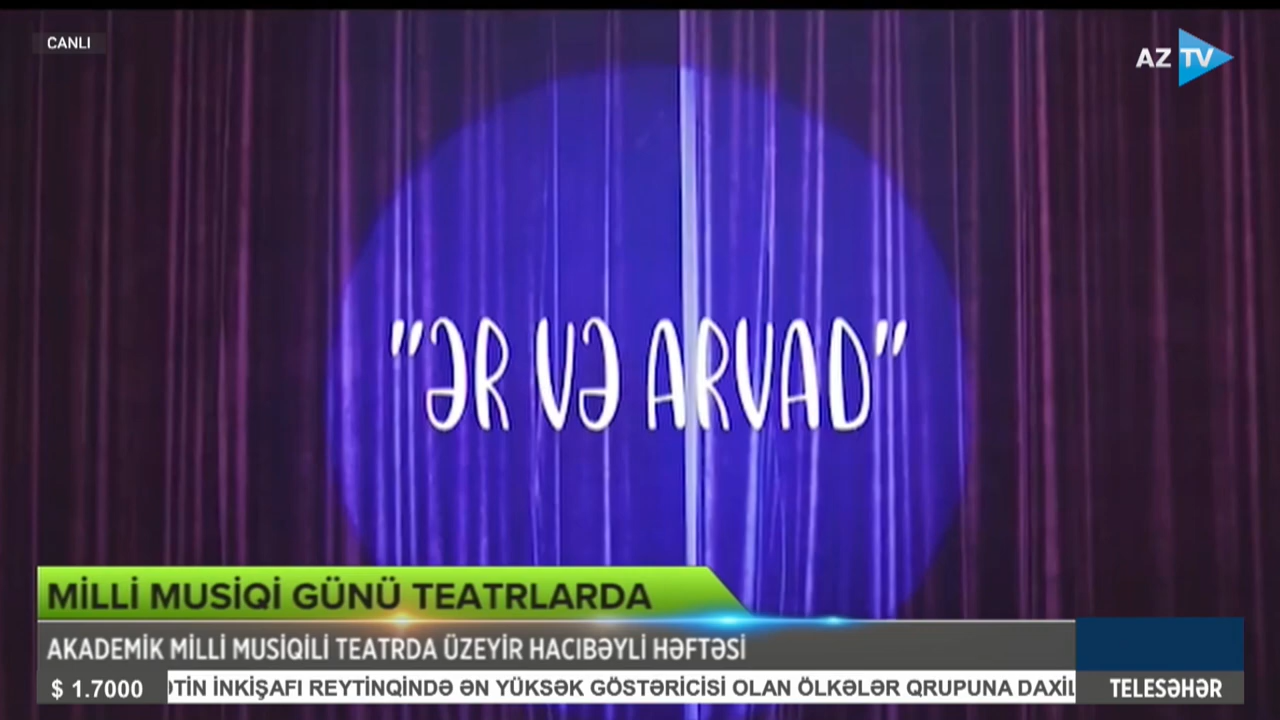 CANLI
AZ TV
"ƏR VƏ ARVAD"
MİLLİ MUSİQİ GÜNÜ TEATRLARDA
AKADEMİK MİLLİ MUSİQİLİ TEATRDA ÜZEYİR HACIBƏYLİ HƏFTƏSİ
$ 1.7000
İNKİŞAFI REYTİNQİNDƏ ƏN YÜKSƏK GÖSTƏRİCİSİ OLAN ÖLKƏLƏR QRUPUNA
TELESƏHƏR